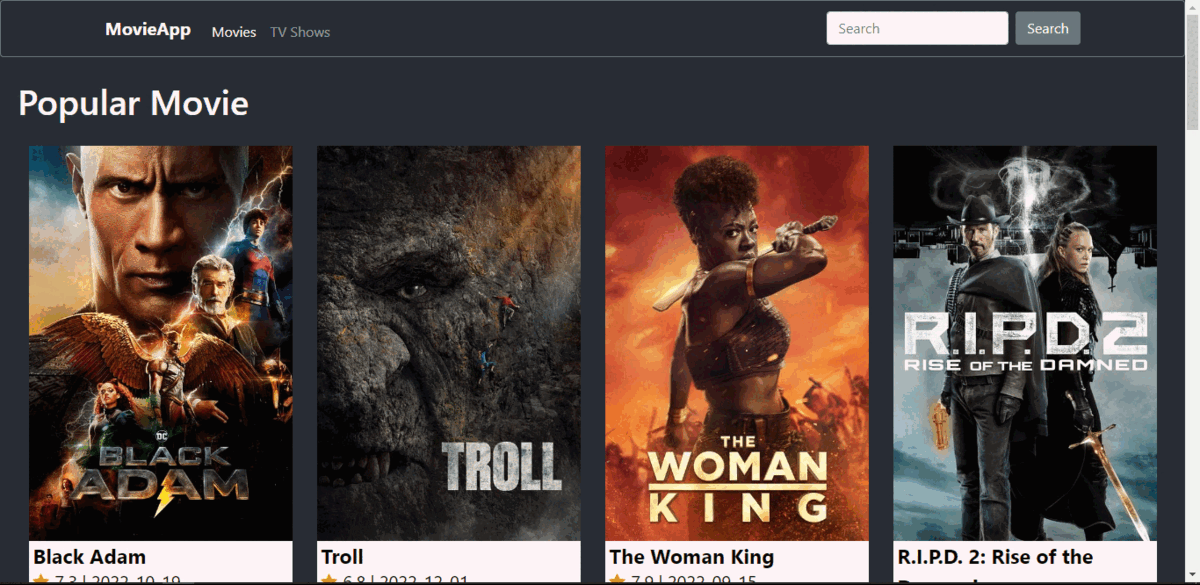 MovieApp Movies TV Shows Search Search
Popular Movie
DC
BLACK
ADAM
TROLL
THE
WOMAN
KING
R.I.P.D. 2
RISE OF THE DAMNED
Black Adam
Troll
The Woman King
R.I.P.D. 2: Rise of the
7.3 | 2022-10-19
6.8 | 2022-12-01
7.9 | 2022-09-15